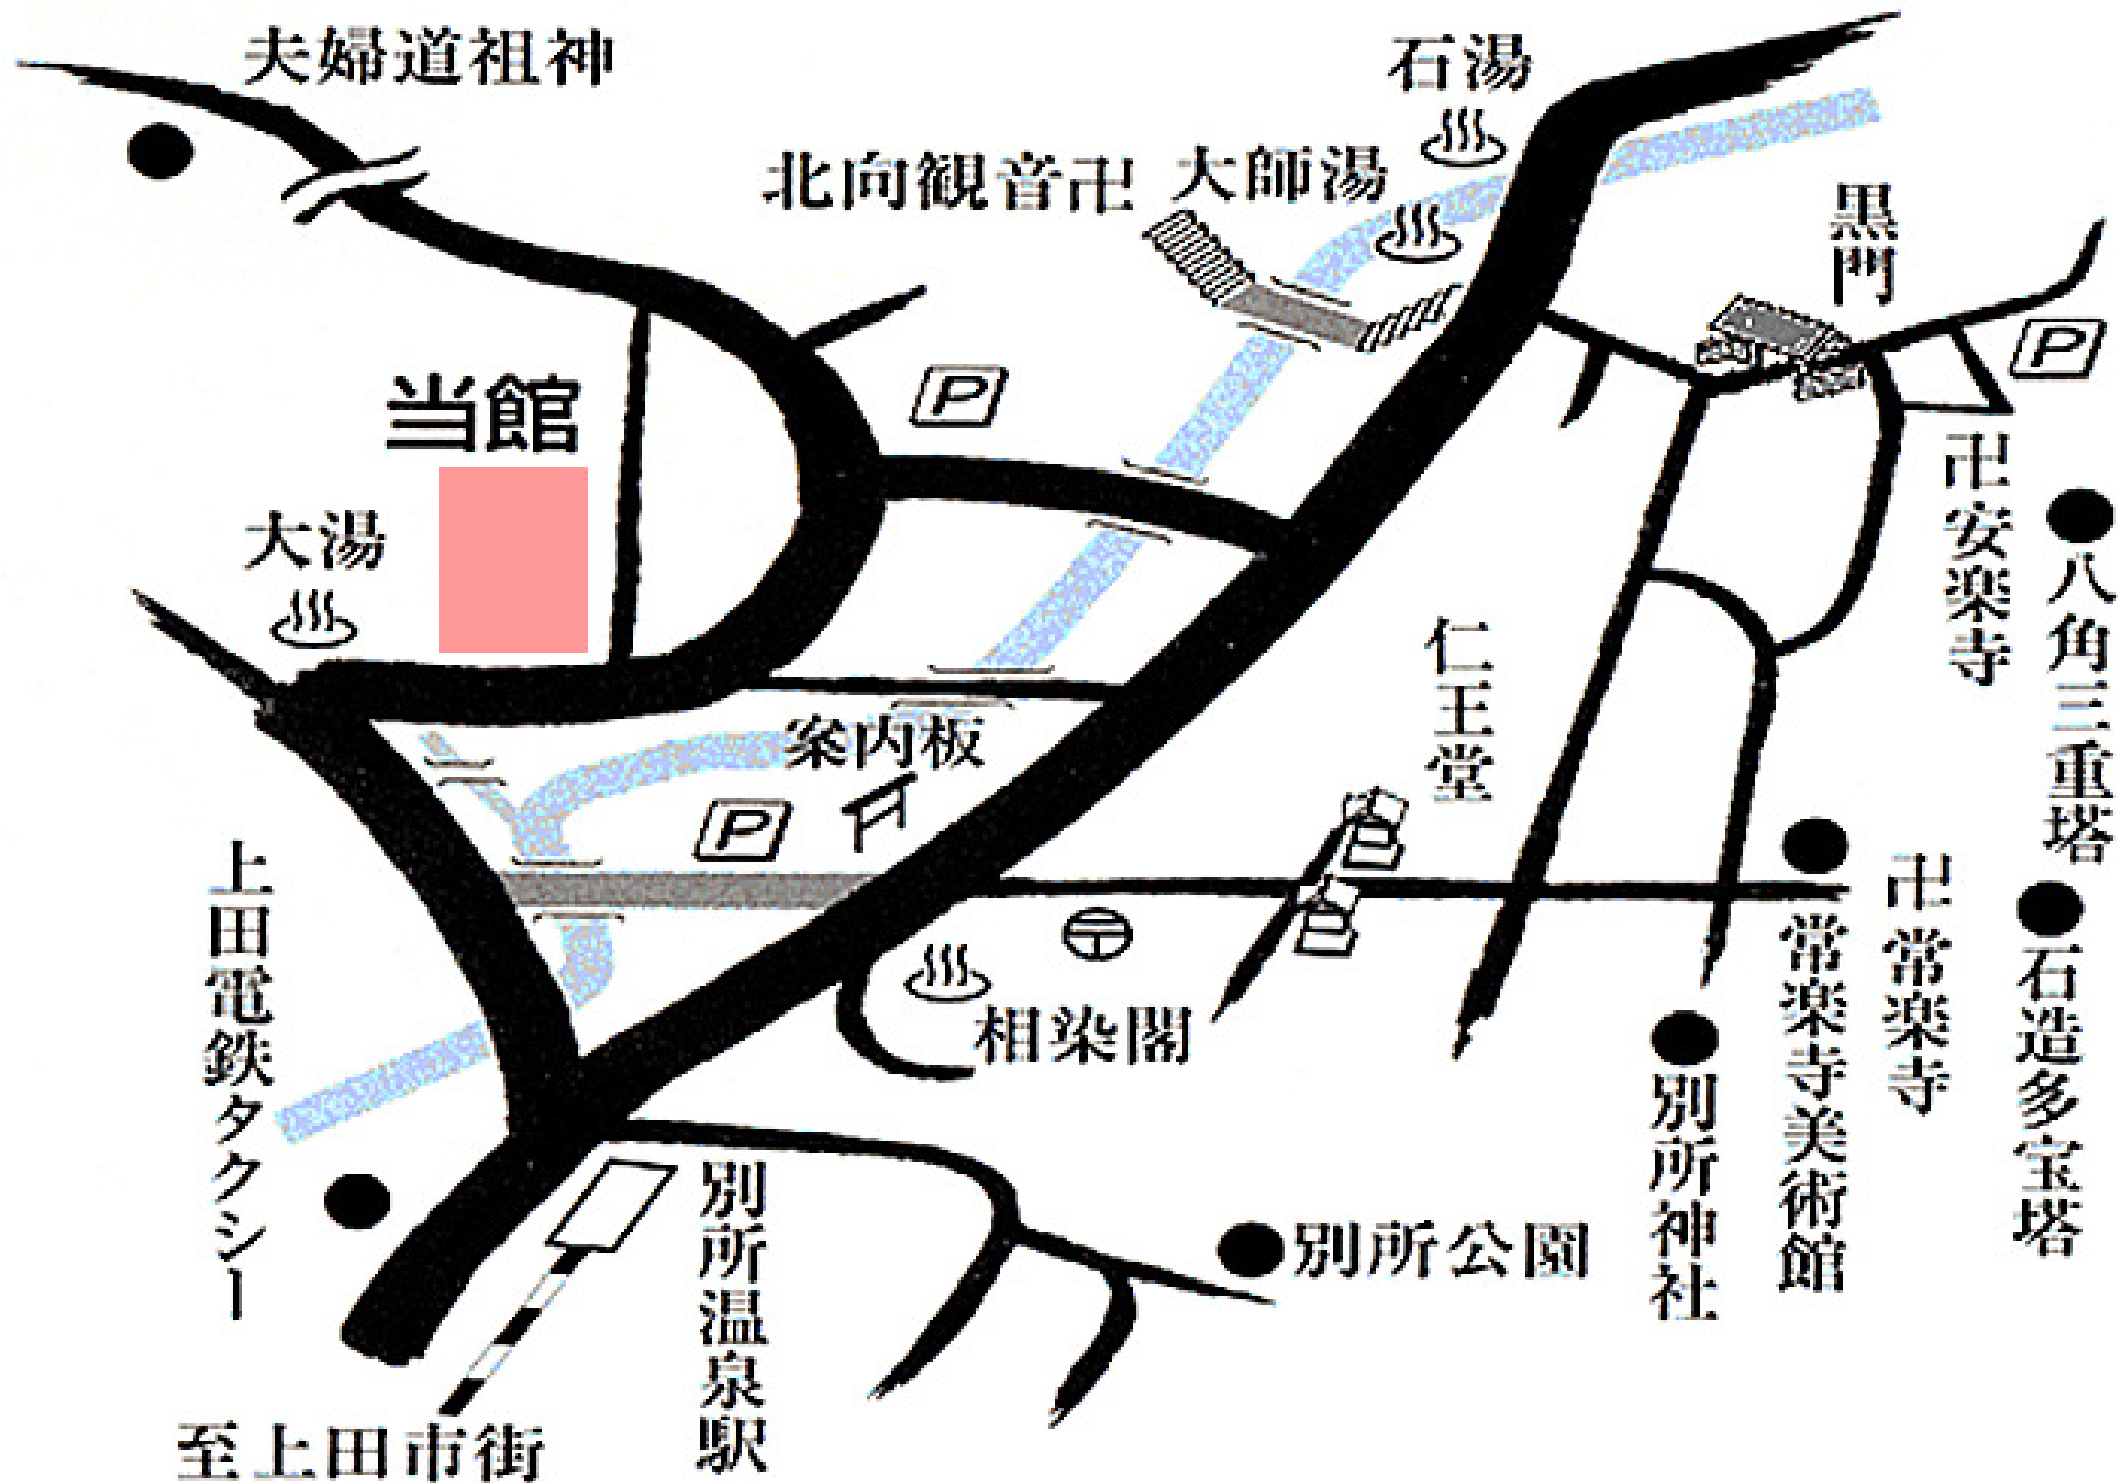 夫婦道祖神
石湯
北向観音卍
大師湯
黒門
P
P
当館
大湯
卍安楽寺
八角三重塔
仁王堂
案内板
P
上田電鉄タクシー
相染閣
卍常楽寺
常楽寺美術館
石造多宝塔
別所神社
別所公園
別所温泉駅
至上田市街